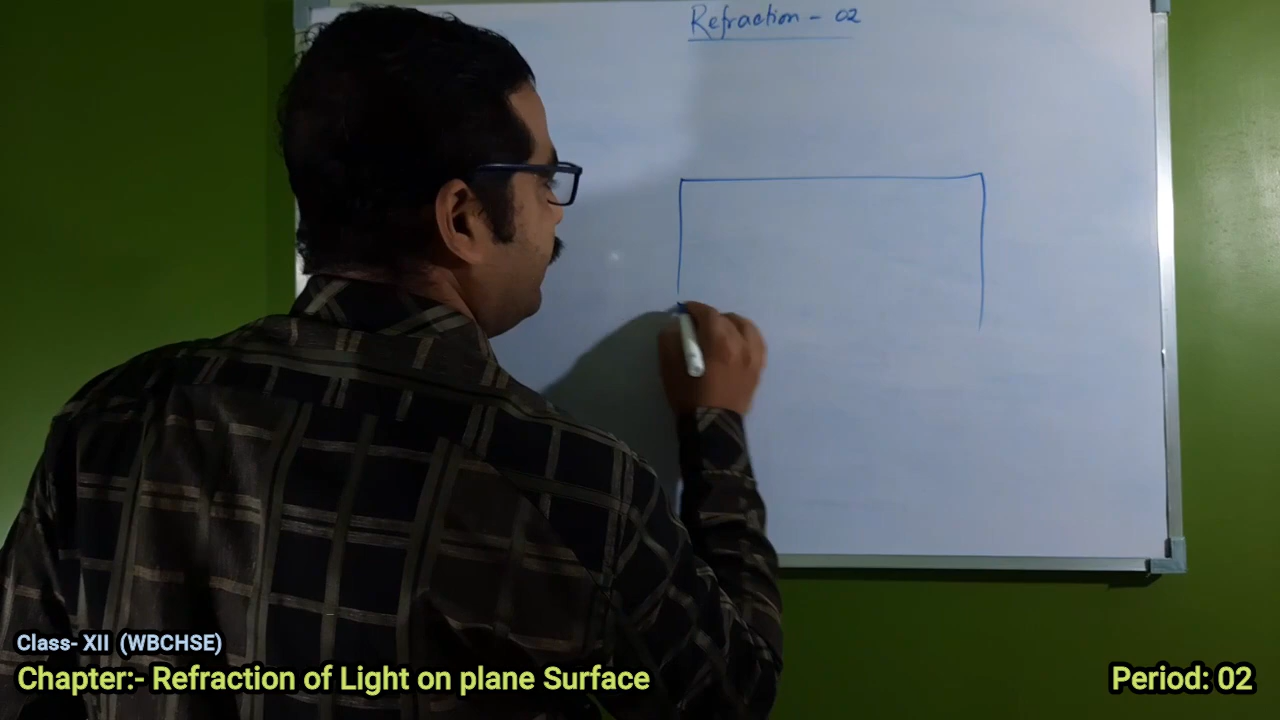 Refraction - 02
Class- XII (WBCHSE)
Chapter:- Refraction of Light on plane Surface
Period: 02